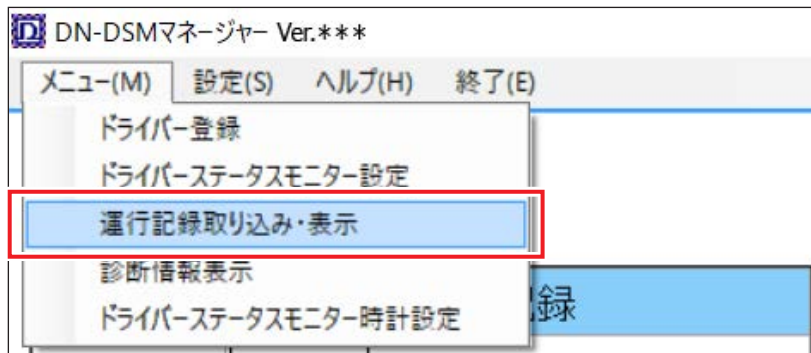 DN-DSMマネージャー Ver.***
メニュー(M) 設定(S) ヘルプ(H) 終了(E)
ドライバー登録
ドライバーステータスモニター設定
運行記録取り込み・表示
診断情報表示
ドライバーステータスモニター時計設定
録